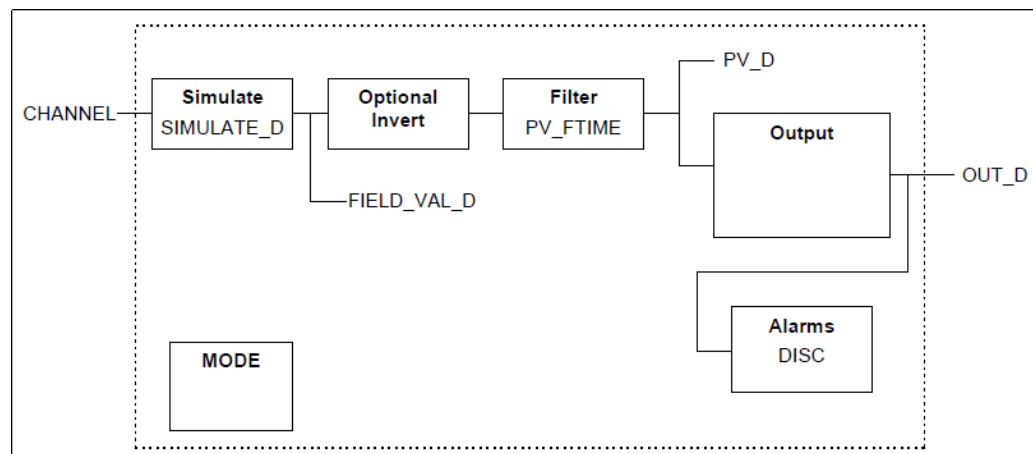 PV_D
Simulate
SIMULATE_D
Optional
Invert
Filter
PV_FTIME
Output
CHANNEL
OUT_D
FIELD_VAL_D
Alarms
DISC
MODE